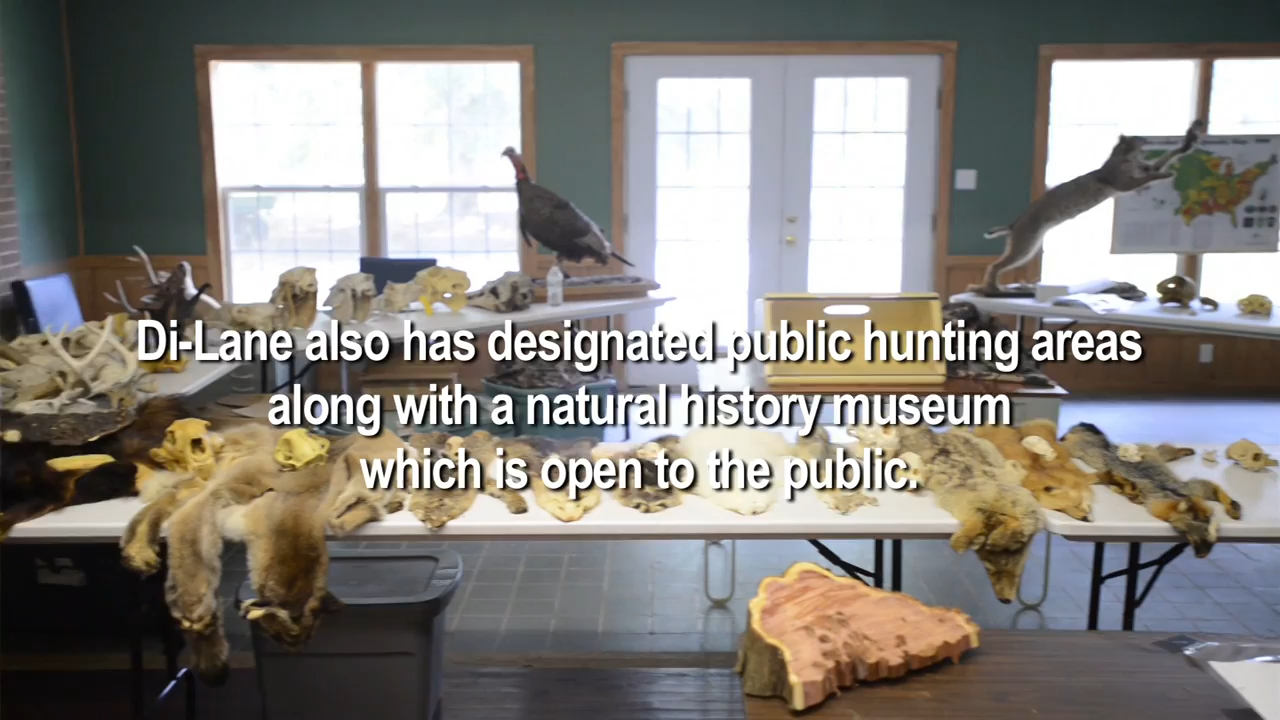 Di-Lane also has designated public hunting areas
along with a natural history museum
which is open to the public.